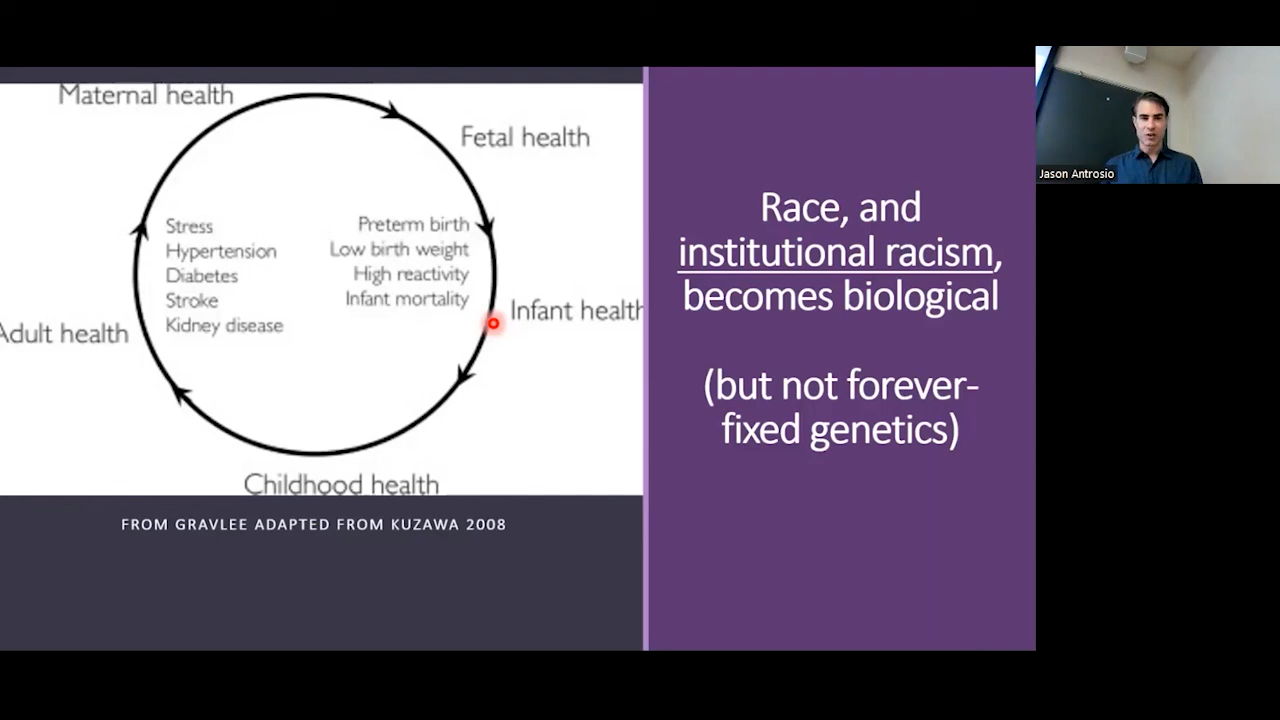 Maternal health
Fetal health
Stress
Hypertension
Diabetes
Stroke
Kidney disease
Preterm birth
Low birth weight
High reactivity
Infant mortality
Infant health
Adult health
Childhood health
FROM GRAVLEE ADAPTED FROM KUZAWA 2008
Race, and
institutional racism,
becomes biological
(but not forever-
fixed genetics)
Jason Antrosio